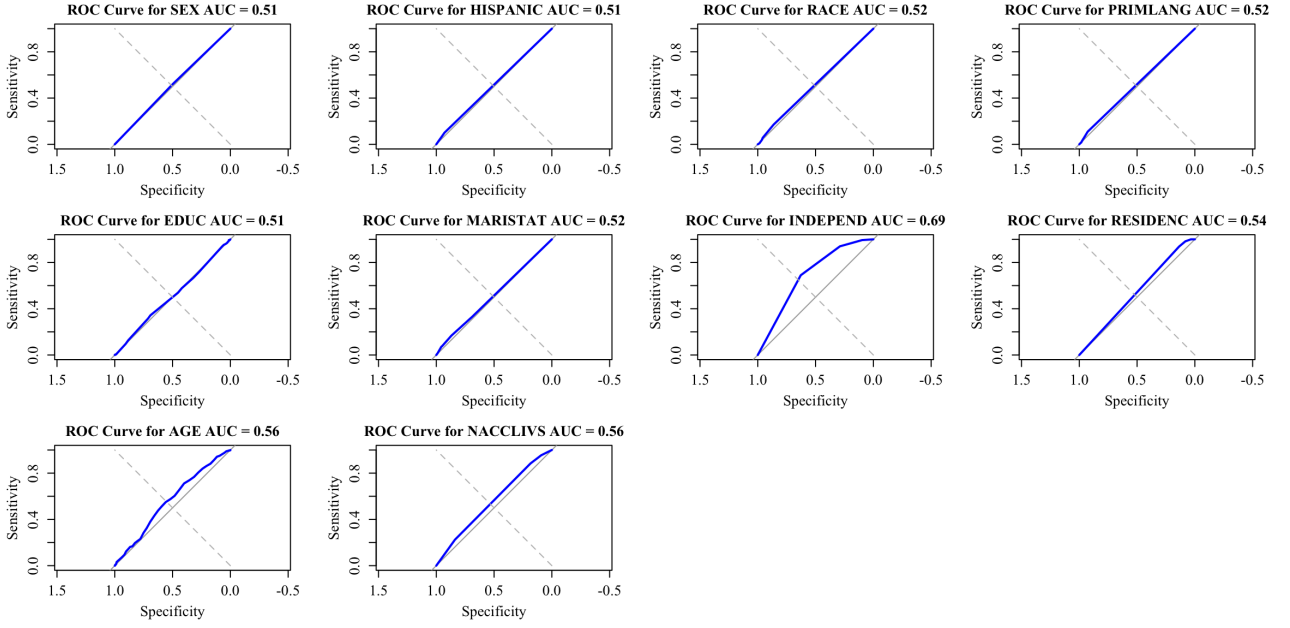 ROC Curve for SEX AUC = 0.51
Sensitivity
0.0 0.4 0.8
1.5 1.0 0.5 0.0 -0.5
Specificity
ROC Curve for HISPANIC AUC = 0.51
Sensitivity
0.0 0.4 0.8
1.5 1.0 0.5 0.0 -0.5
Specificity
ROC Curve for RACE AUC = 0.52
Sensitivity
0.0 0.4 0.8
1.5 1.0 0.5 0.0 -0.5
Specificity
ROC Curve for PRIMLANG AUC = 0.52
Sensitivity
0.0 0.4 0.8
1.5 1.0 0.5 0.0 -0.5
Specificity
ROC Curve for EDUC AUC = 0.51
Sensitivity
0.0 0.4 0.8
1.5 1.0 0.5 0.0 -0.5
Specificity
ROC Curve for MARISTAT AUC = 0.52
Sensitivity
0.0 0.4 0.8
1.5 1.0 0.5 0.0 -0.5
Specificity
ROC Curve for INDEPEND AUC = 0.69
Sensitivity
0.0 0.4 0.8
1.5 1.0 0.5 0.0 -0.5
Specificity
ROC Curve for RESIDENC AUC = 0.54
Sensitivity
0.0 0.4 0.8
1.5 1.0 0.5 0.0 -0.5
Specificity
ROC Curve for AGE AUC = 0.56
Sensitivity
0.0 0.4 0.8
1.5 1.0 0.5 0.0 -0.5
Specificity
ROC Curve for NACCLIVS AUC = 0.56
Sensitivity
0.0 0.4 0.8
1.5 1.0 0.5 0.0 -0.5
Specificity